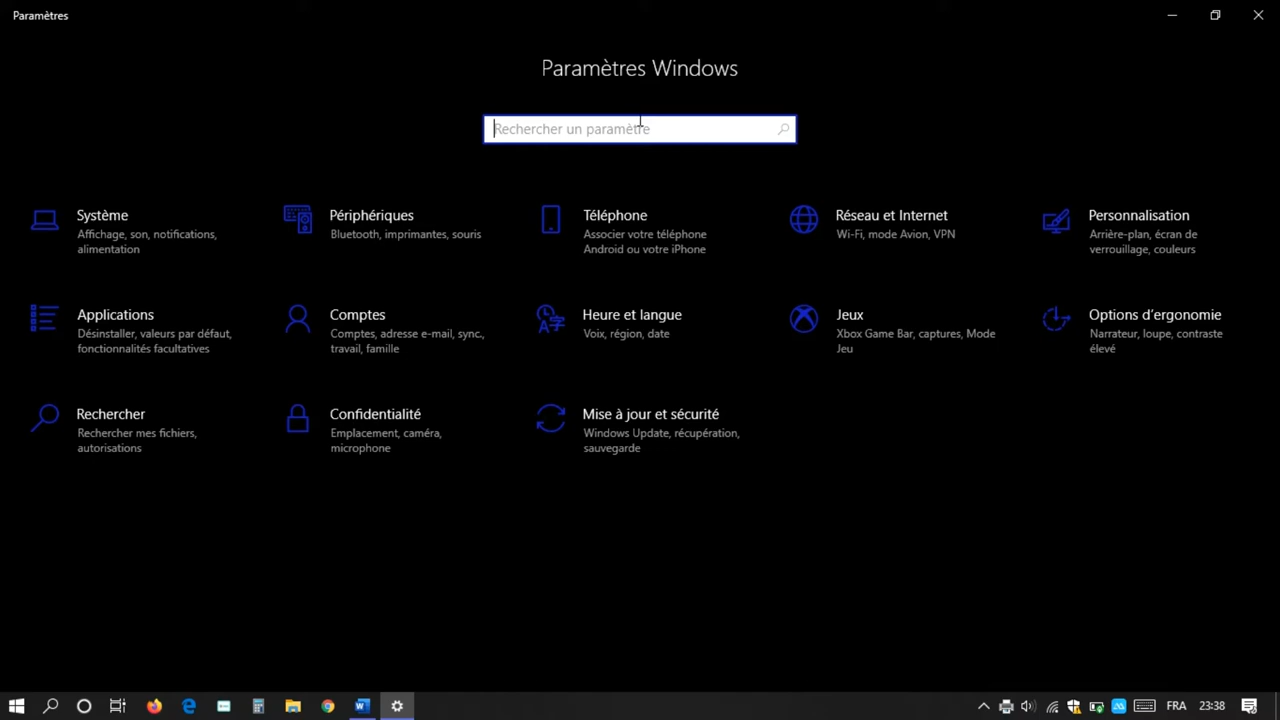 Paramètres
Paramètres Windows
Rechercher un paramètre
Système
Affichage, son, notifications,
alimentation
Périphériques
Bluetooth, imprimantes, souris
Téléphone
Associer votre téléphone
Android ou votre iPhone
Réseau et Internet
Wi-Fi, mode Avion, VPN
Personnalisation
Arrière-plan, écran de
verrouillage, couleurs
Applications
Désinstaller, valeurs par défaut,
fonctionnalités facultatives
Comptes
Comptes, adresse e-mail, sync.,
travail, famille
Heure et langue
Voix, région, date
Jeux
Xbox Game Bar, captures, Mode
Jeu
Options d'ergonomie
Narrateur, loupe, contraste
élevé
Rechercher
Rechercher mes fichiers,
autorisations
Confidentialité
Emplacement, caméra,
microphone
Mise à jour et sécurité
Windows Update, récupération,
sauvegarde
FRA
23:38